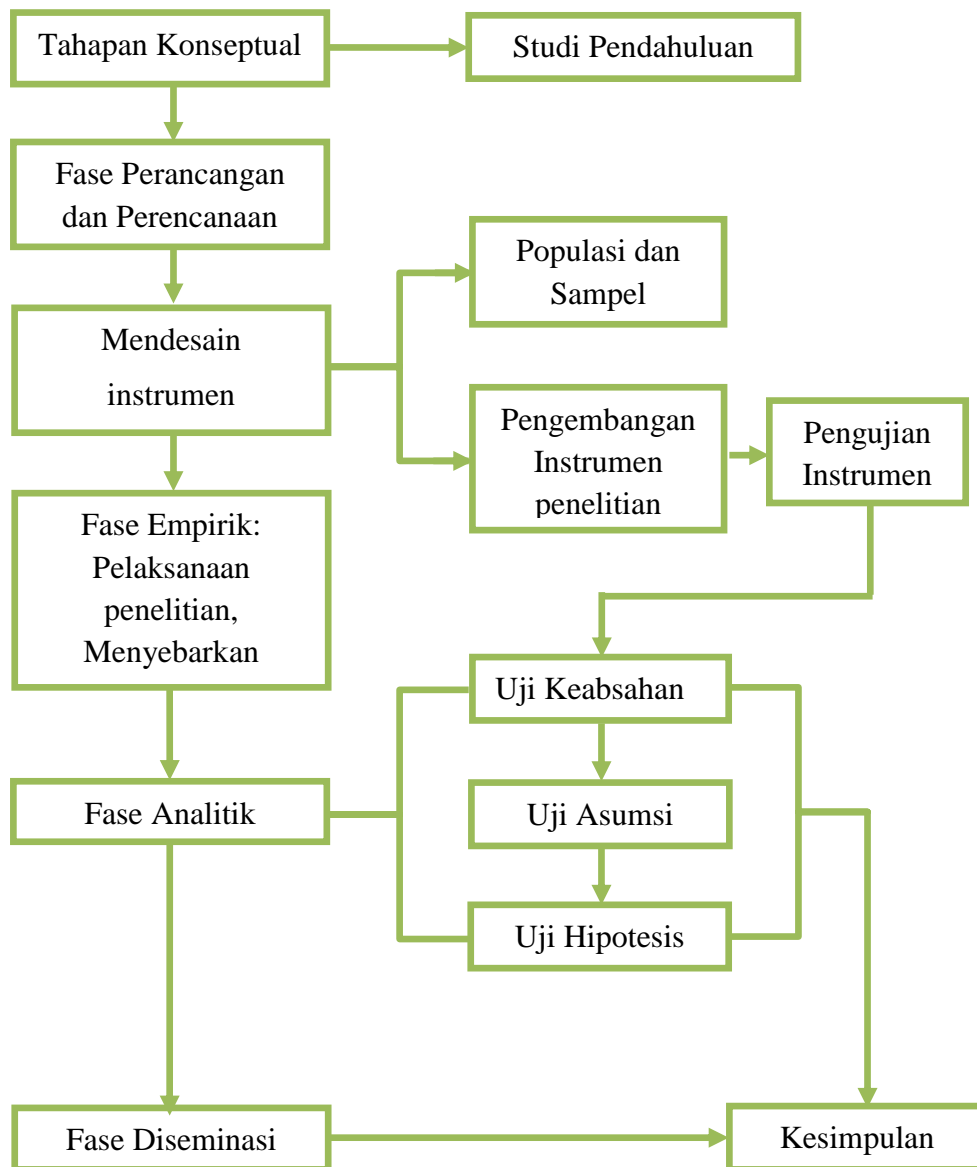 Tahapan Konseptual
Studi Pendahuluan
Fase Perancangan
dan Perencanaan
Populasi dan
Sampel
Mendesain
instrumen
Pengembangan
Instrumen
penelitian
Pengujian
Instrumen
Fase Empirik:
Pelaksanaan
penelitian,
Menyebarkan
Uji Keabsahan
Uji Asumsi
Fase Analitik
Uji Hipotesis
Fase Diseminasi
Kesimpulan